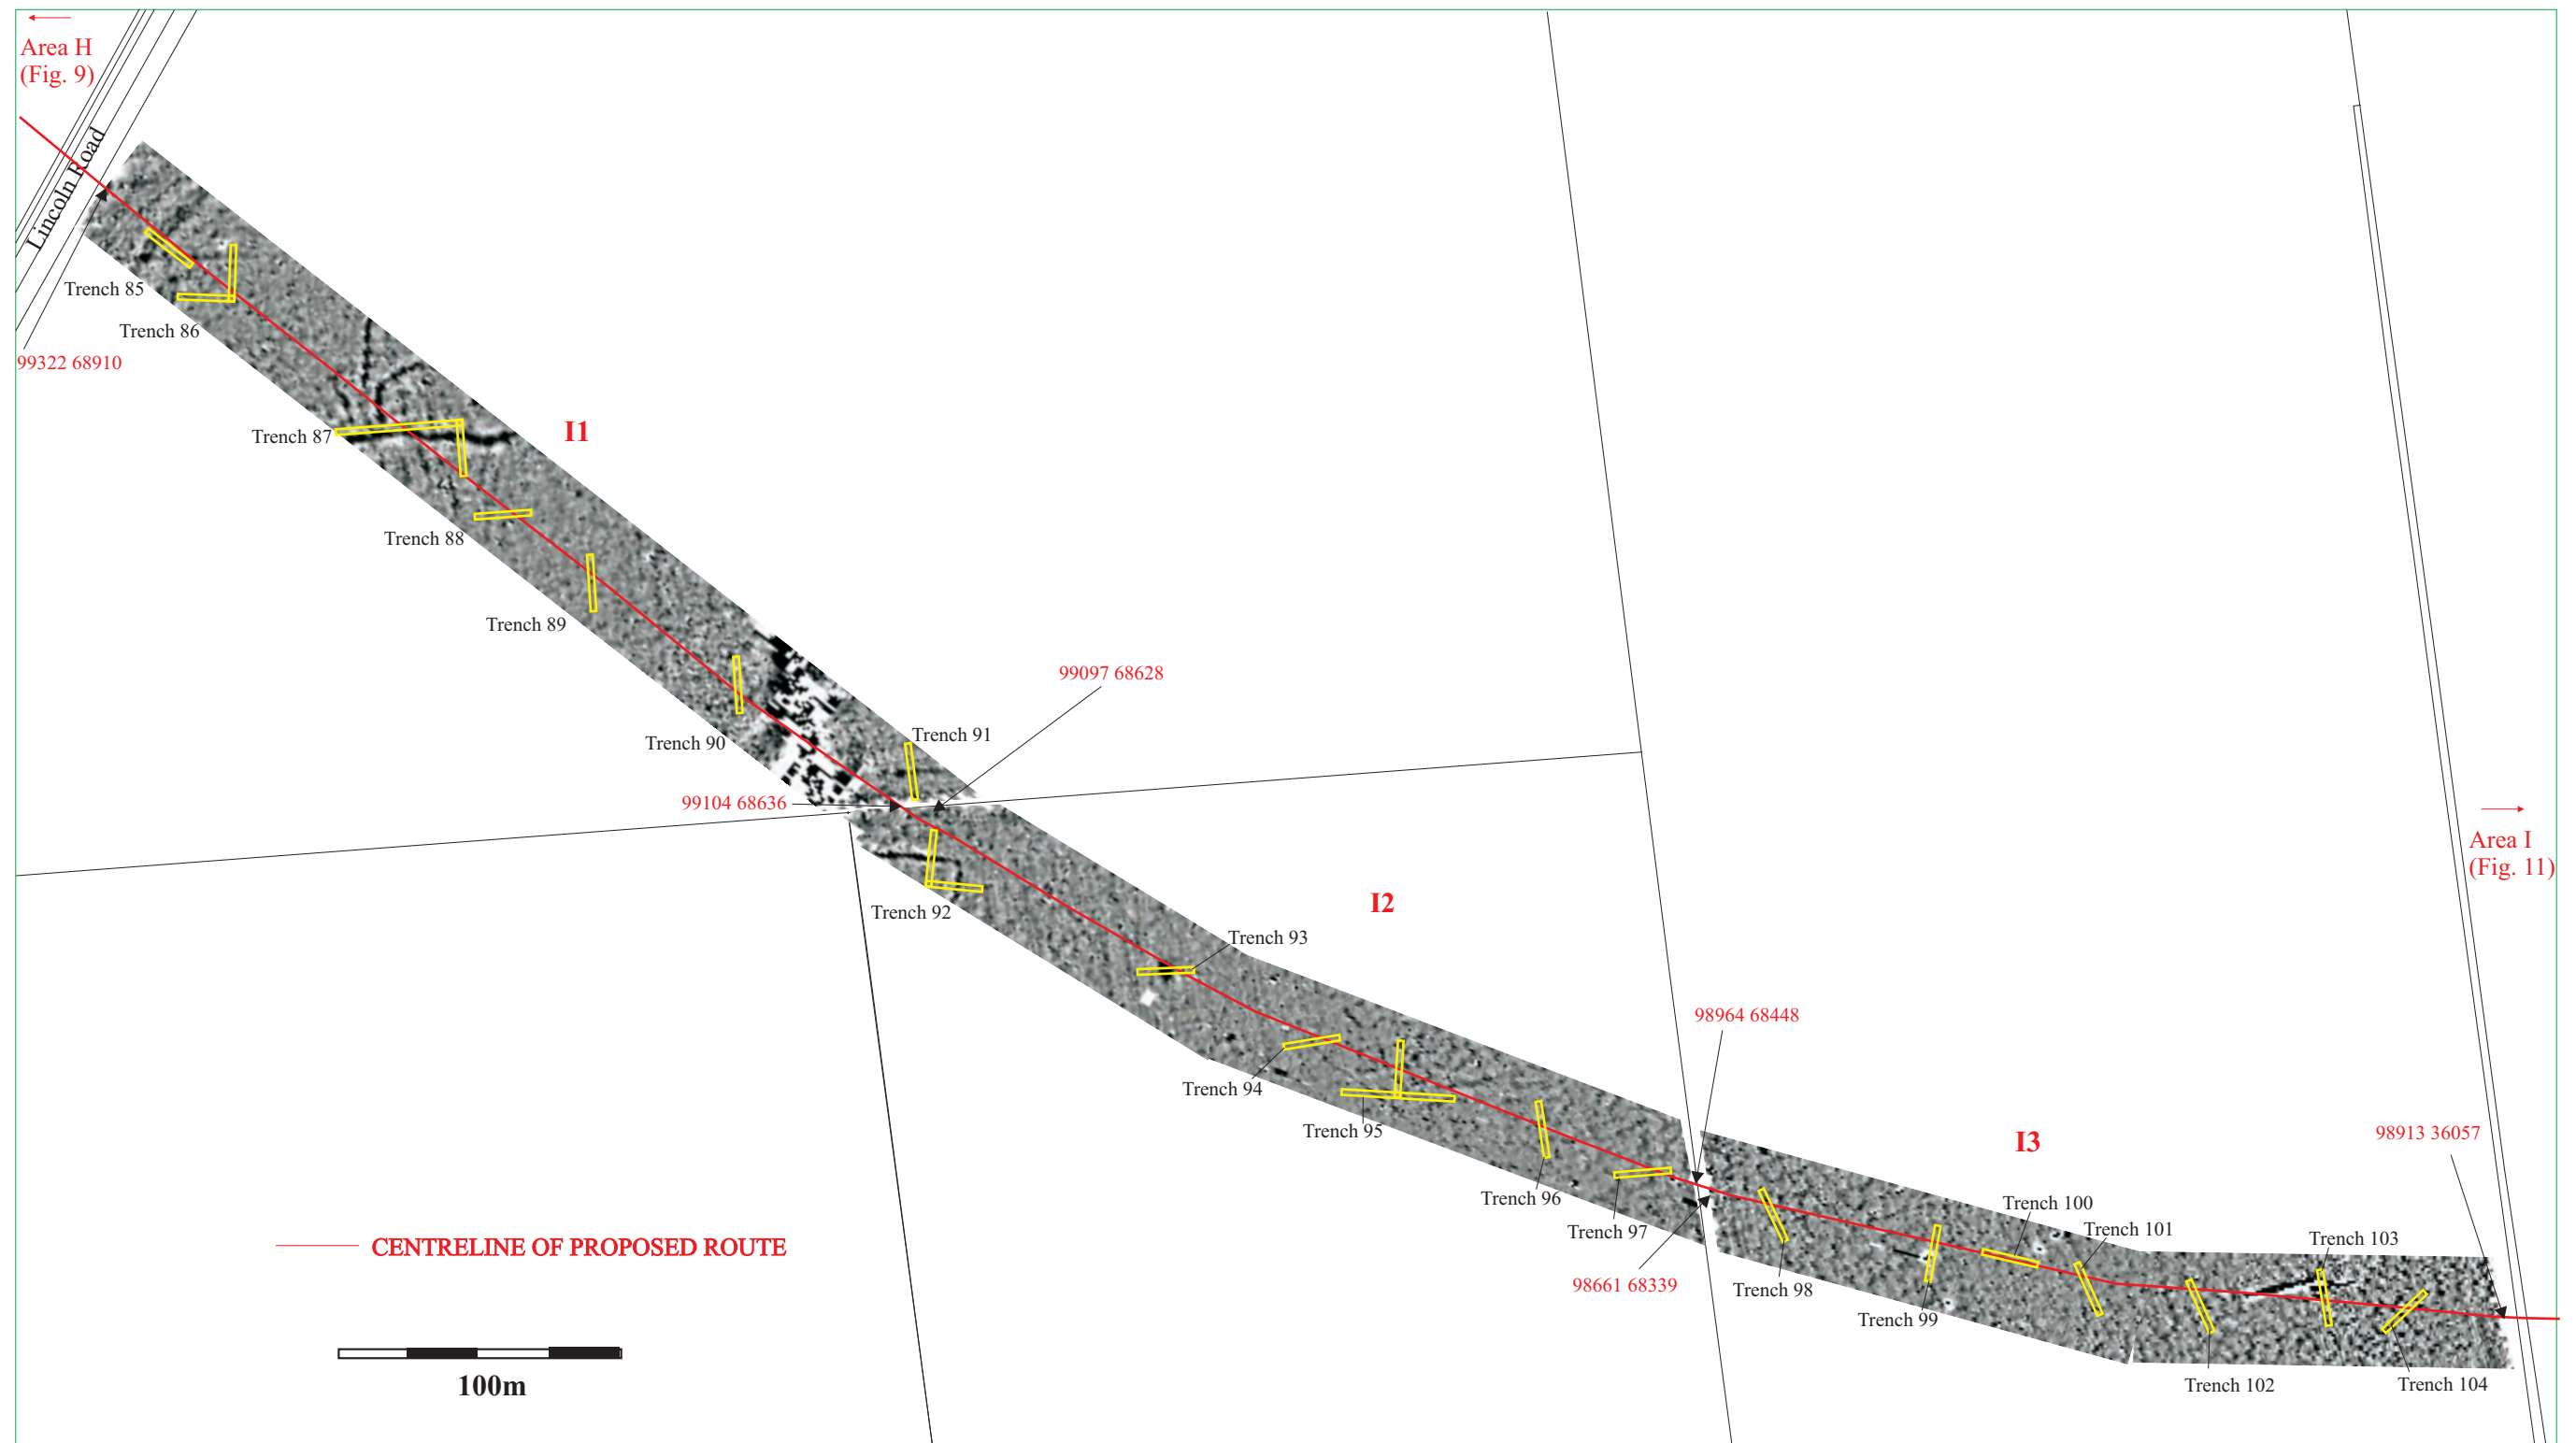 Area H
(Fig. 9)
Lincoln Road
Trench 85
Trench 86
99322 68910
Trench 87
I1
Trench 88
Trench 89
99097 68628
Trench 90
Trench 91
99104 68636
Area I
(Fig. 11)
I2
Trench 92
Trench 93
98964 68448
Trench 94
Trench 95
98913 36057
I3
Trench 96
Trench 100
Trench 97
Trench 101
Trench 103
CENTRELINE OF PROPOSED ROUTE
98661 68339
Trench 98
Trench 99
100m
Trench 102
Trench 104